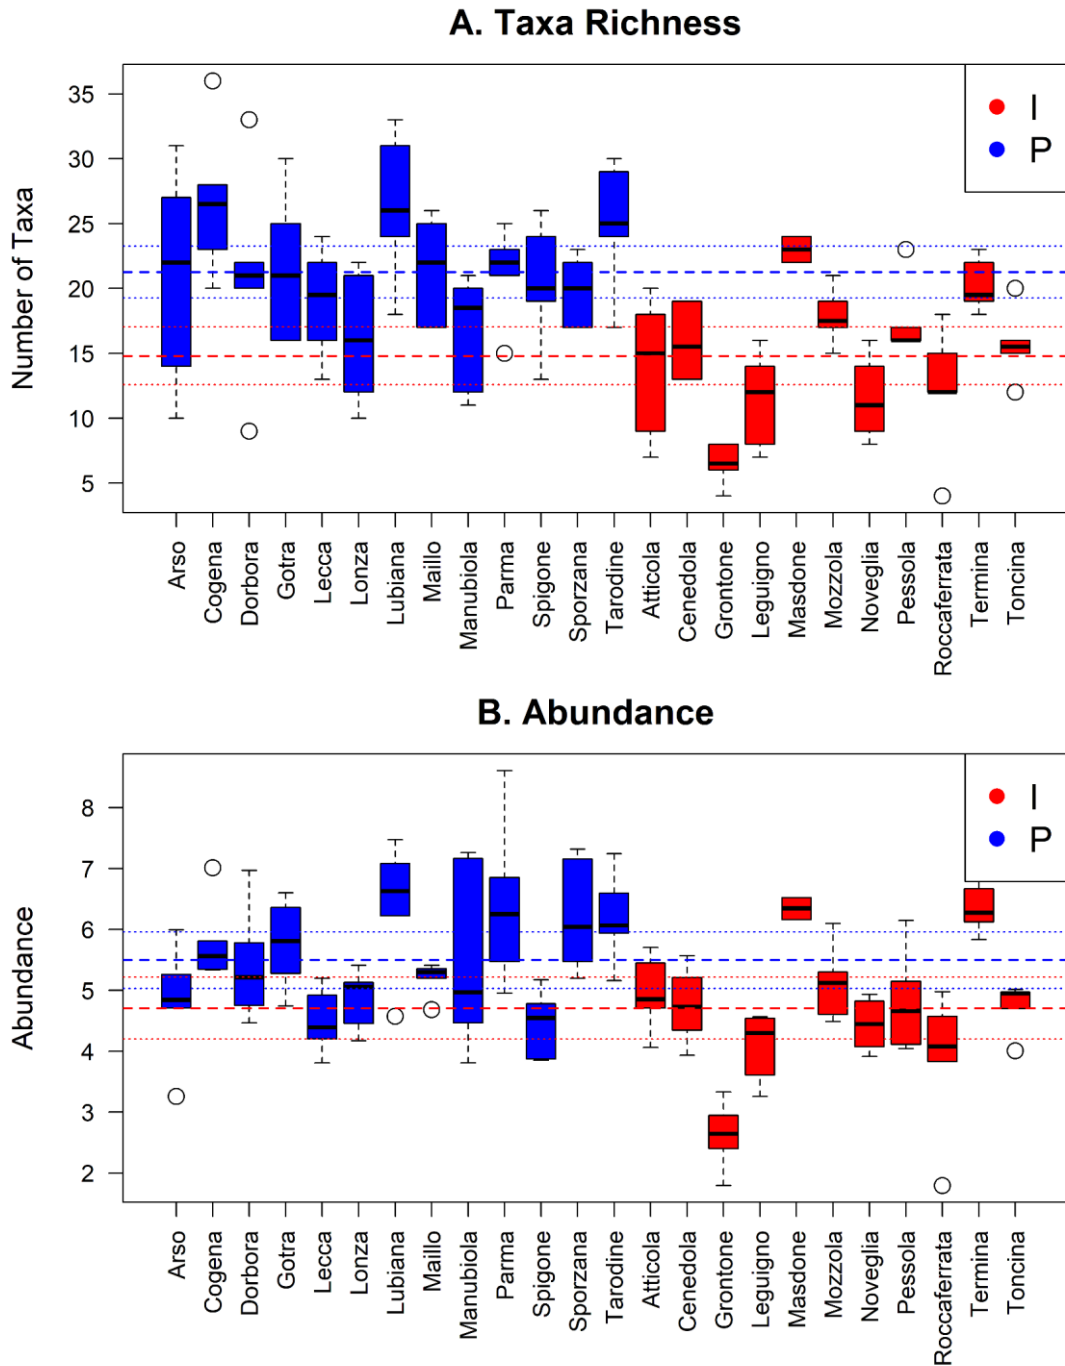 A. Taxa Richness
Number of Taxa
35
30
25
20
15
10
5
I
P
Arso
Cogena
Dorbora
Gotra
Lecca
Lonza
Lubiana
Maillo
Manubiola
Parma
Spigone
Sporzana
Tarodine
Atticola
Cenedola
Grontone
Leguigno
Masdone
Mozzola
Noveglia
Pessola
Roccaferrata
Termina
Toncina
B. Abundance
Abundance
8
7
6
5
4
3
2
I
P
Arso
Cogena
Dorbora
Gotra
Lecca
Lonza
Lubiana
Maillo
Manubiola
Parma
Spigone
Sporzana
Tarodine
Atticola
Cenedola
Grontone
Leguigno
Masdone
Mozzola
Noveglia
Pessola
Roccaferrata
Termina
Toncina